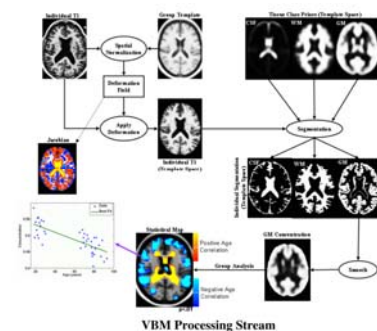 Individual T1
Group Template
Tissue Class Priors (Template Space)
Spatial
Normalization
CSF
WM
GM
Deformation
Field
Jacobian
Apply
Deformation
Individual T1
(Template Space)
Segmentation
Individual Segmentation
(Template Space)
CSF
WM
GM
Statistical Map
Positive Age
Correlation
Negative Age
Correlation
p<.01
GM Concentration
Group Analysis
Smooth
VBM Processing Stream